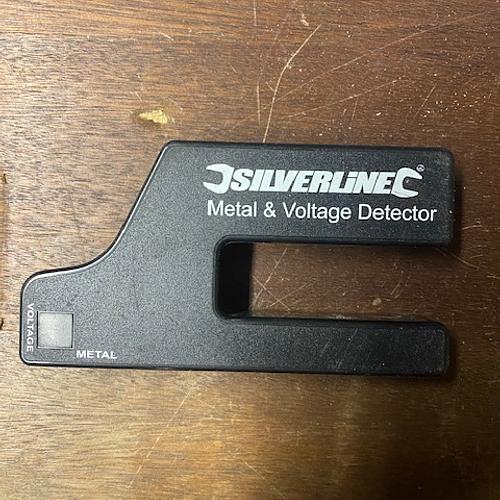 SILVERLINE®
Metal & Voltage Detector
VOLTAGE
METAL